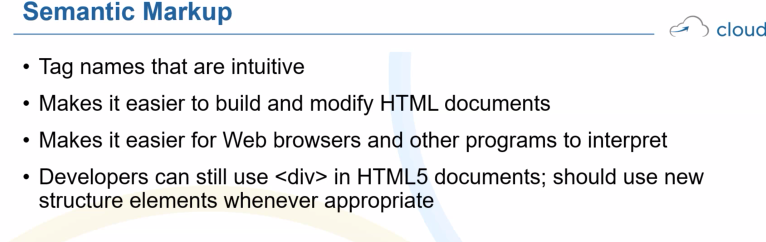 Semantic Markup
cloud
• Tag names that are intuitive
• Makes it easier to build and modify HTML documents
• Makes it easier for Web browsers and other programs to interpret
• Developers can still use <div> in HTML5 documents; should use new
structure elements whenever appropriate